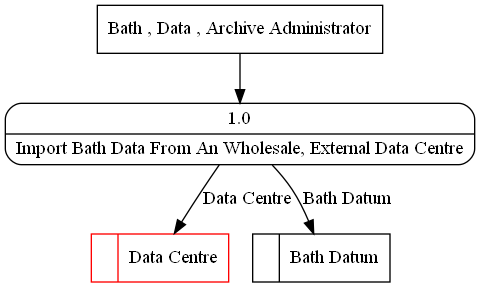 Bath , Data , Archive Administrator
1.0
Import Bath Data From An Wholesale, External Data Centre
Data Centre
Bath Datum
Data Centre
Bath Datum